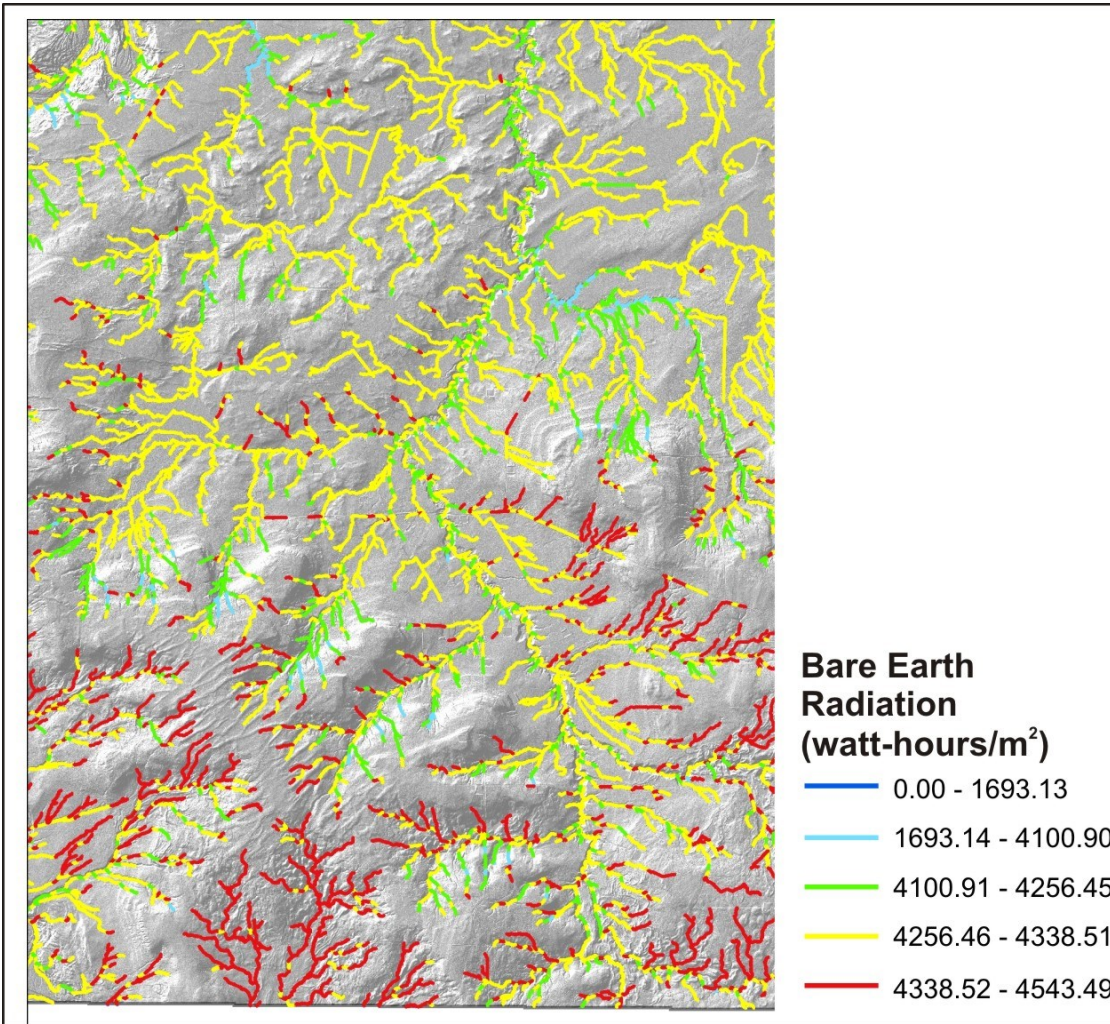 Bare Earth
Radiation
(watt-hours/m²)
0.00 - 1693.13
1693.14 - 4100.90
4100.91 - 4256.45
4256.46 - 4338.51
4338.52 - 4543.49